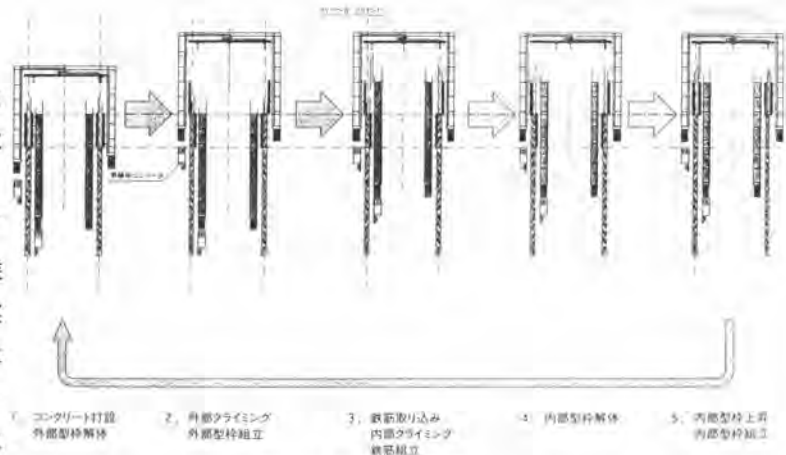 1. コンクリート打設
外部型枠解体
2. 外部クライミング
外部型枠組立
3. 鉄筋取り込み
内部クライミング
鉄筋組立
4. 内部型枠解体
5. 内部型枠上昇
内部型枠組立